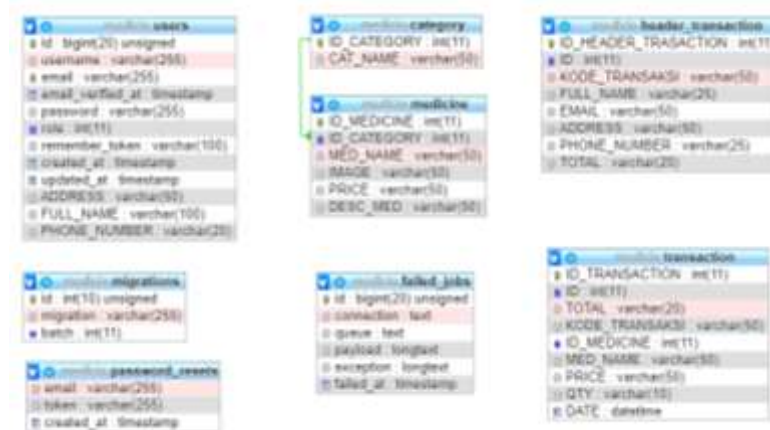 users
id bigint(20) unsigned
username varchar(255)
email varchar(255)
email_verified_at timestamp
password varchar(255)
role int(11)
remember_token varchar(100)
created_at timestamp
updated_at timestamp
ADDRESS varchar(50)
FULL_NAME varchar(100)
PHONE_NUMBER varchar(20)
category
ID_CATEGORY int(11)
CAT_NAME varchar(50)
medicine
ID_MEDICINE int(11)
ID_CATEGORY int(11)
MED_NAME varchar(50)
IMAGE varchar(50)
PRICE varchar(50)
DESC_MED varchar(50)
header_transaction
ID_HEADER_TRASACTION int(11
ID int(11)
KODE_TRANSAKSI varchar(50)
FULL_NAME varchar(25)
EMAIL varchar(50)
ADDRESS varchar(50)
PHONE_NUMBER varchar(25)
TOTAL varchar(20)
migrations
id int(10) unsigned
migration varchar(255)
batch int(11)
password_resets
email varchar(255)
token varchar(255)
created_at timestamp
failed_jobs
id bigint(20) unsigned
connection text
queue text
payload longtext
exception longtext
failed_at timestamp
transaction
ID_TRANSACTION int(11)
ID int(11)
TOTAL varchar(20)
KODE_TRANSAKSI varchar(50)
ID_MEDICINE int(11)
MED_NAME varchar(50)
PRICE varchar(50)
QTY varchar(10)
DATE datetime